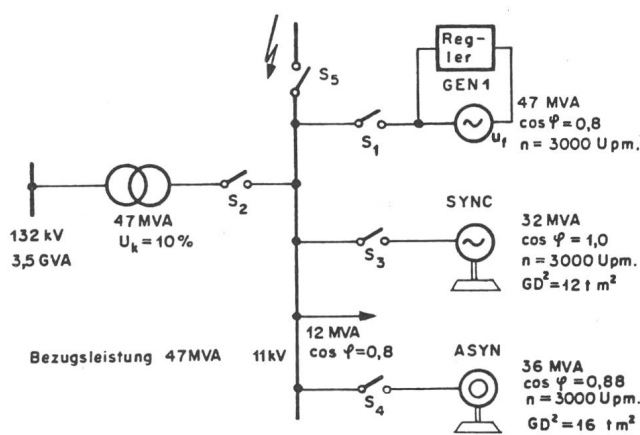 Reg-
ler
GEN 1
S5
S1
47 MVA
cos φ = 0,8
n = 3000 Upm.
uf
132 kV
3,5 GVA
47 MVA
Uk = 10%
S2
SYNC
32 MVA
cos φ = 1,0
n = 3000 Upm.
GD² = 12 t m²
S3
12 MVA
cos φ = 0,8
Bezugsleistung 47MVA
11kV
ASYN
36 MVA
cos φ = 0,88
n = 3000 Upm.
GD² = 16 t m²
S4